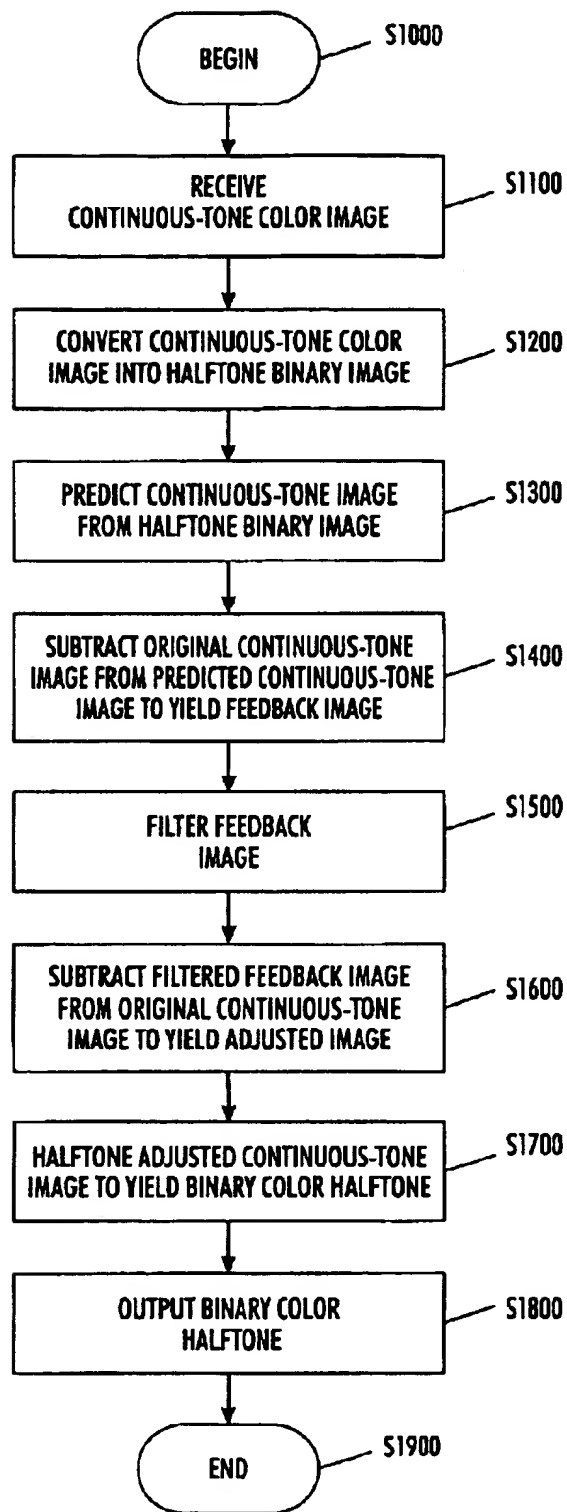 BEGIN
S1000
RECEIVE
CONTINUOUS-TONE COLOR IMAGE
S1100
CONVERT CONTINUOUS-TONE COLOR
IMAGE INTO HALFTONE BINARY IMAGE
S1200
PREDICT CONTINUOUS-TONE IMAGE
FROM HALFTONE BINARY IMAGE
S1300
SUBTRACT ORIGINAL CONTINUOUS-TONE
IMAGE FROM PREDICTED CONTINUOUS-TONE
IMAGE TO YIELD FEEDBACK IMAGE
S1400
FILTER FEEDBACK
IMAGE
S1500
SUBTRACT FILTERED FEEDBACK IMAGE
FROM ORIGINAL CONTINUOUS-TONE
IMAGE TO YIELD ADJUSTED IMAGE
S1600
HALFTONE ADJUSTED CONTINUOUS-TONE
IMAGE TO YIELD BINARY COLOR HALFTONE
S1700
OUTPUT BINARY COLOR
HALFTONE
S1800
END
S1900